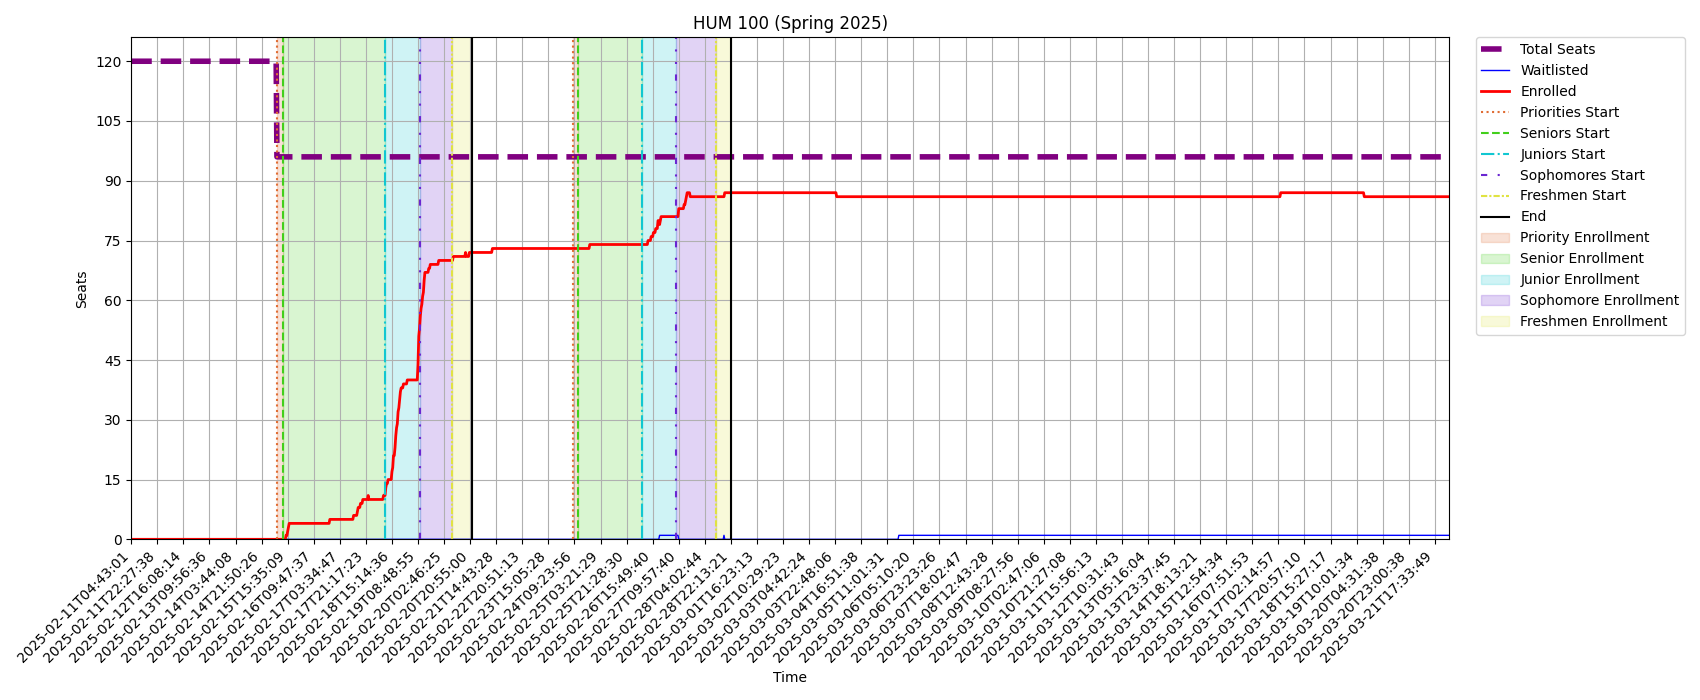 HUM 100 (Spring 2025)
Total Seats
Waitlisted
Enrolled
Priorities Start
Seniors Start
Juniors Start
Sophomores Start
Freshmen Start
End
Priority Enrollment
Senior Enrollment
Junior Enrollment
Sophomore Enrollment
Freshmen Enrollment
Seats
120
105
90
75
60
45
30
15
0
2025-02-11T04:43:01
2025-02-11T22:27:38
2025-02-12T16:08:14
2025-02-13T09:56:36
2025-02-14T03:44:08
2025-02-14T21:50:26
2025-02-15T15:35:09
2025-02-16T09:47:37
2025-02-17T03:34:47
2025-02-17T21:17:23
2025-02-18T15:14:36
2025-02-19T08:48:55
2025-02-20T02:46:25
2025-02-20T20:55:00
2025-02-21T14:43:28
2025-02-22T20:51:13
2025-02-23T15:05:28
2025-02-24T09:23:56
2025-02-25T03:21:29
2025-02-25T21:28:30
2025-02-26T15:49:40
2025-02-27T09:57:40
2025-02-28T04:02:44
2025-02-28T22:13:21
2025-03-01T16:23:13
2025-03-02T10:29:23
2025-03-03T04:42:24
2025-03-03T22:48:06
2025-03-04T16:51:38
2025-03-05T11:01:31
2025-03-06T05:10:20
2025-03-06T23:23:26
2025-03-07T18:02:47
2025-03-08T12:43:28
2025-03-09T08:27:56
2025-03-10T02:47:06
2025-03-10T21:27:08
2025-03-11T15:56:13
2025-03-12T10:31:43
2025-03-13T05:16:04
2025-03-13T23:37:45
2025-03-14T18:13:21
2025-03-15T12:54:34
2025-03-16T07:51:53
2025-03-17T02:14:57
2025-03-17T20:57:10
2025-03-18T15:27:17
2025-03-19T10:01:34
2025-03-20T04:31:38
2025-03-20T23:00:38
2025-03-21T17:33:49
Time